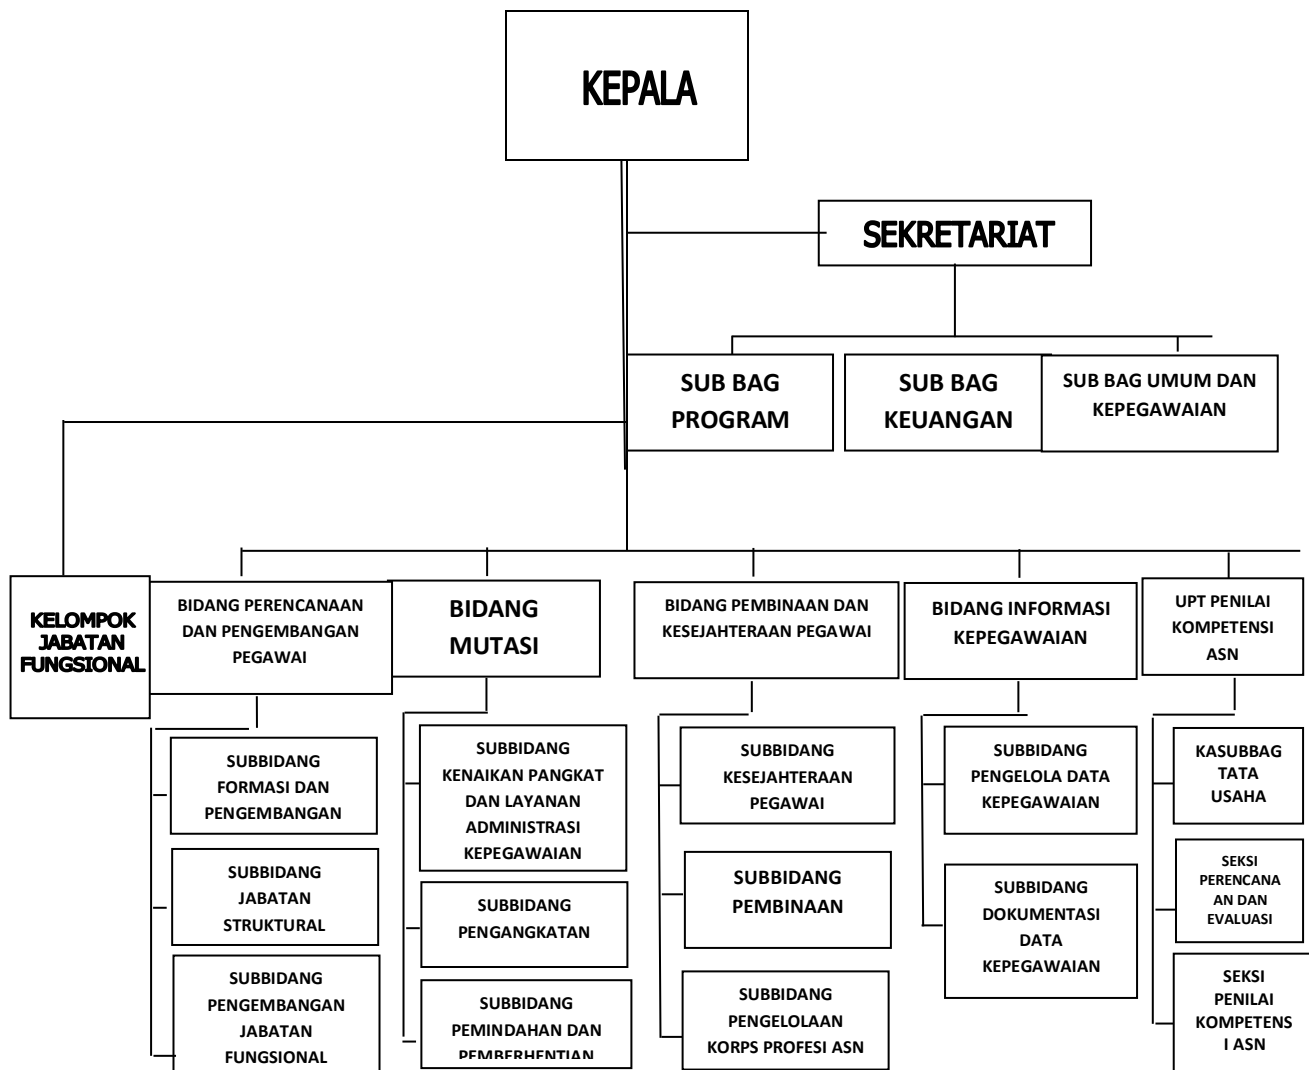 KEPALA
SEKRETARIAT
SUB BAG
PROGRAM
SUB BAG
KEUANGAN
SUB BAG UMUM DAN
KEPEGAWAIAN
KELOMPOK
JABATAN
FUNGSIONAL
BIDANG PERENCANAAN
DAN PENGEMBANGAN
PEGAWAI
BIDANG
MUTASI
BIDANG PEMBINAAN DAN
KESEJAHTERAAN PEGAWAI
BIDANG INFORMASI
KEPEGAWAIAN
UPT PENILAI
KOMPETENSI
ASN
SUBBIDANG
FORMASI DAN
PENGEMBANGAN
SUBBIDANG
JABATAN
STRUKTURAL
SUBBIDANG
PENGEMBANGAN
JABATAN
FUNGSIONAL
SUBBIDANG
KENAIKAN PANGKAT
DAN LAYANAN
ADMINISTRASI
KEPEGAWAIAN
SUBBIDANG
PENGANGKATAN
SUBBIDANG
PEMINDAHAN DAN
PEMBERHENTIAN
SUBBIDANG
KESEJAHTERAAN
PEGAWAI
SUBBIDANG
PEMBINAAN
SUBBIDANG
PENGELOLAAN
KORPS PROFESI ASN
SUBBIDANG
PENGELOLA DATA
KEPEGAWAIAN
SUBBIDANG
DOKUMENTASI
DATA
KEPEGAWAIAN
KASUBBAG
TATA
USAHA
SEKSI
PERENCANA
AN DAN
EVALUASI
SEKSI
PENILAI
KOMPETENS
I ASN